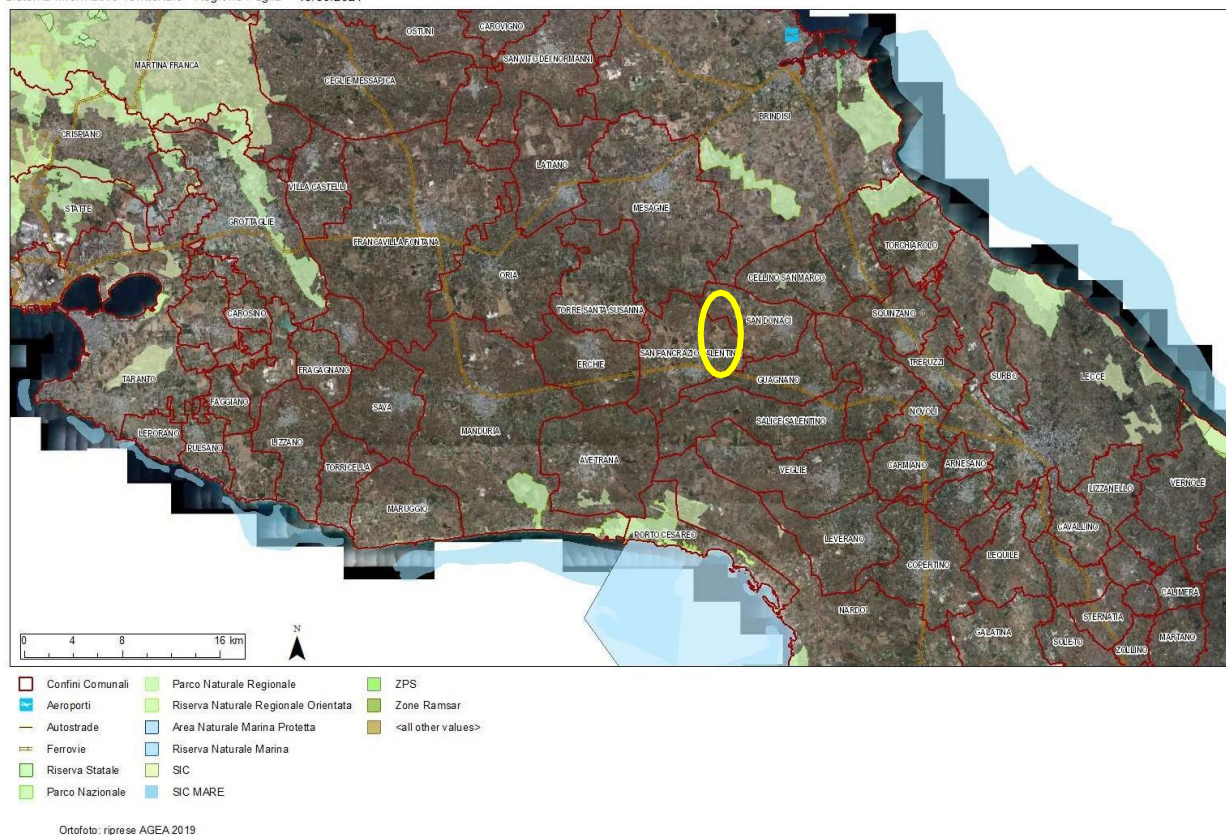 OSTUNI
CAROVIGNO
MARTINA FRANCA
CEGLIE MESSAPICA
SAN VITO DEI NORMANNI
CRISPIANO
BRINDISI
LATIANO
VILLA CASTELLI
STATTE
MESAGNE
GROTTAGLIE
FRANCAVILLA FONTANA
TORCHIAROLO
ORIA
CELLINO SAN MARCO
CAROSINO
TORRE SANTA SUSANNA
SAN DONACI
SQUINZANO
SAN PANCRAZIO SALENTINO
ERCHIE
TREPUZZI
FRAGAGNANO
SURBO
LECCE
TARANTO
GUAGNANO
FAGGIANO
SAVA
NOVOLI
MANDURIA
SALICE SALENTINO
LEPORANO
PULSANO
LIZZANO
AVETRANA
CARMIANO
ARNESANO
TORRICELLA
VEGLIE
LIZZANELLO
VERNOLE
MARUGGIO
CAVALLINO
PORTO CESAREO
LEVERANO
LEQUILE
COPERTINO
CALIMERA
NARDO'
STERNATIA
GALATINA
SOLETO
MARTANO
ZOLLINO
0 4 8 16 km
N
Confini Comunali
Aeroporti
Autostrade
Ferrovie
Riserva Statale
Parco Nazionale
Parco Naturale Regionale
Riserva Naturale Regionale Orientata
Area Naturale Marina Protetta
Riserva Naturale Marina
SIC
SIC MARE
ZPS
Zone Ramsar
<all other values>
Ortofoto: riprese AGEA 2019